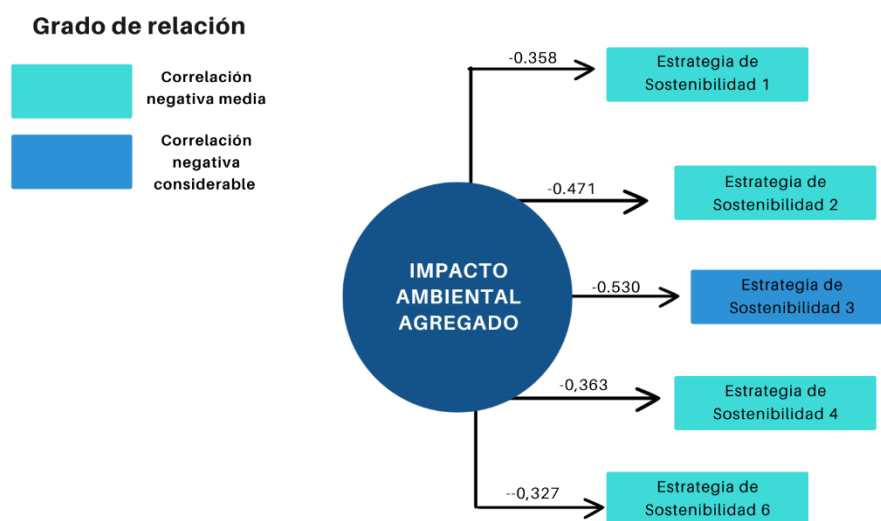 Grado de relación
Correlación
negativa media
Correlación
negativa
considerable
IMPACTO
AMBIENTAL
AGREGADO
-0.358
Estrategia de
Sostenibilidad 1
-0.471
Estrategia de
Sostenibilidad 2
-0.530
Estrategia de
Sostenibilidad 3
-0,363
Estrategia de
Sostenibilidad 4
--0,327
Estrategia de
Sostenibilidad 6